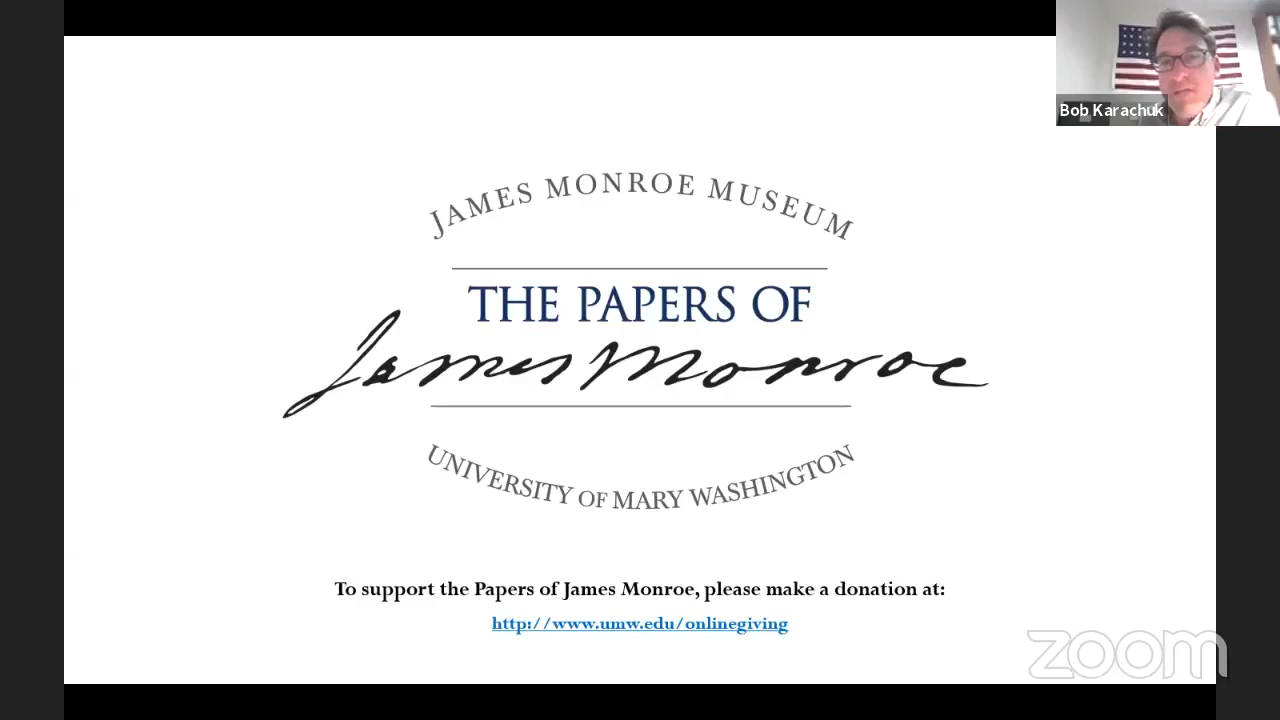 Bob Karachuk
JAMES MONROE MUSEUM
THE PAPERS OF
James Monroe
UNIVERSITY OF MARY WASHINGTON
To support the Papers of James Monroe, please make a donation at:
http://www.umw.edu/onlinegiving
zoom